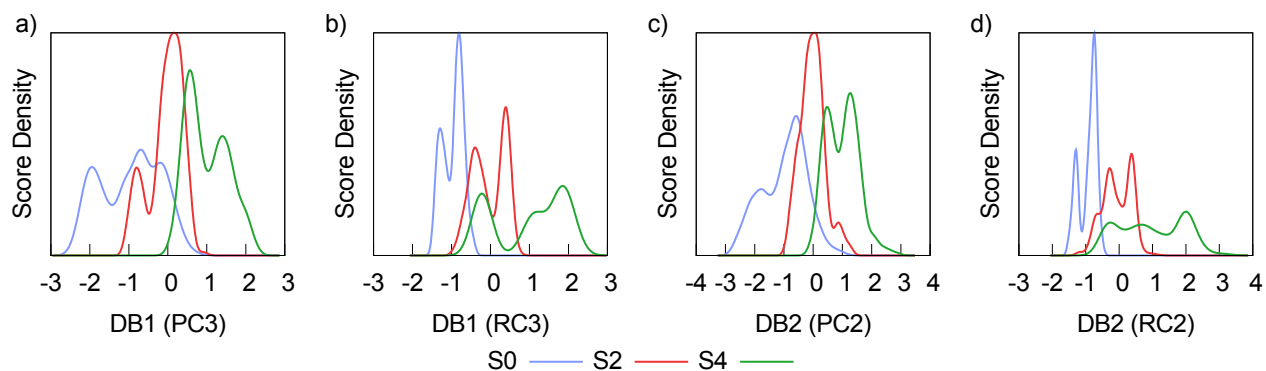 a)
b)
c)
d)
Score Density
Score Density
Score Density
Score Density
-3 -2 -1 0 1 2 3
-3 -2 -1 0 1 2 3
-4 -3 -2 -1 0 1 2 3 4
-3 -2 -1 0 1 2 3 4
DB1 (PC3)
DB1 (RC3)
DB2 (PC2)
DB2 (RC2)
S0 S2 S4